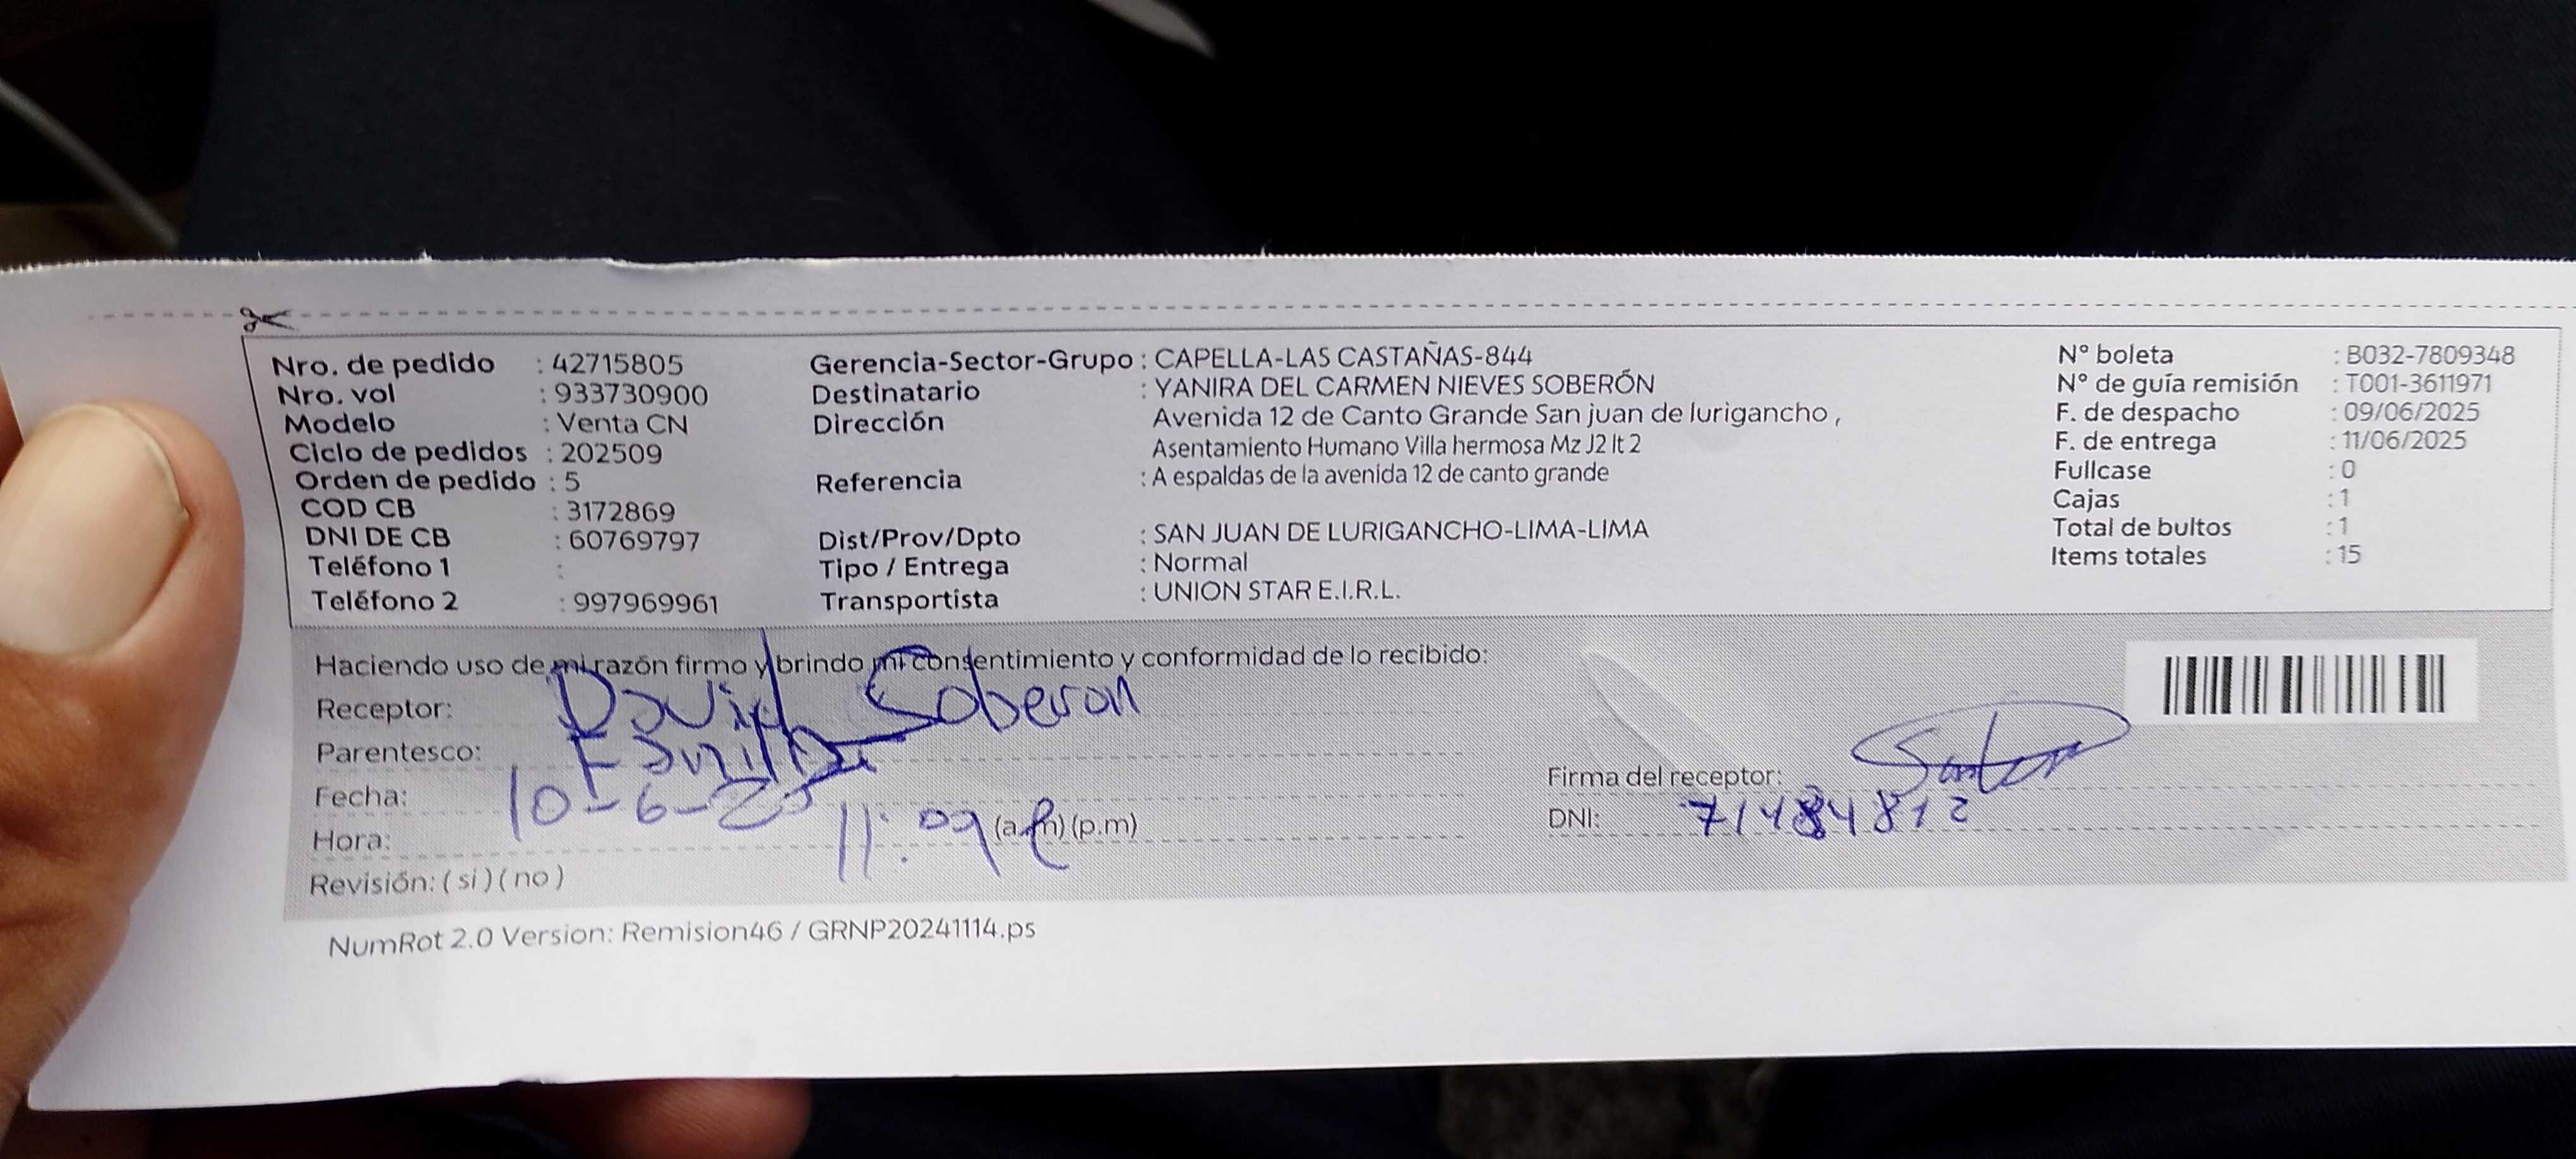 Nro. de pedido : 42715805
Nro. vol : 933730900
Modelo : Venta CN
Ciclo de pedidos : 202509
Orden de pedido : 5
COD CB : 3172869
DNI DE CB : 60769797
Teléfono 1 :
Teléfono 2 : 997969961
Gerencia-Sector-Grupo : CAPELLA-LAS CASTAÑAS-844
Destinatario : YANIRA DEL CARMEN NIEVES SOBERÓN
Dirección Avenida 12 de Canto Grande San juan de lurigancho ,
Asentamiento Humano Villa hermosa Mz J2 lt 2
Referencia : A espaldas de la avenida 12 de canto grande
Dist/Prov/Dpto : SAN JUAN DE LURIGANCHO-LIMA-LIMA
Tipo / Entrega : Normal
Transportista : UNION STAR E.I.R.L.
N° boleta : B032-7809348
N° de guía remisión : T001-3611971
F. de despacho : 09/06/2025
F. de entrega : 11/06/2025
Fullcase : 0
Cajas : 1
Total de bultos : 1
Items totales : 15
Haciendo uso de mi razón firmo y brindo mi consentimiento y conformidad de lo recibido:
Receptor: David Soberon
Parentesco:
Fecha: 10-6-25
Hora: 11:09 (a.m) (p.m)
Revisión: ( si ) ( no )
Firma del receptor:
DNI: 71484812
NumRot 2.0 Version: Remision46 / GRNP20241114.ps